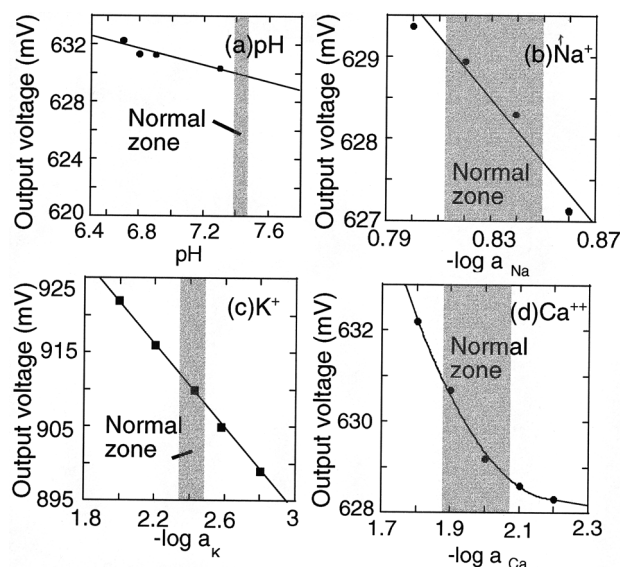 Output voltage (mV)
632
628
624
620
6.4
6.8
7.2
7.6
pH
(a)pH
Normal
zone
Output voltage (mV)
629
628
627
0.79
0.83
0.87
-log a Na
(b)Na+
Normal
zone
Output voltage (mV)
925
915
905
895
1.8
2.2
2.6
3
-log aK
(c)K+
Normal
zone
Output voltage (mV)
632
630
628
1.7
1.9
2.1
2.3
-log a Ca
(d)Ca++
Normal
zone